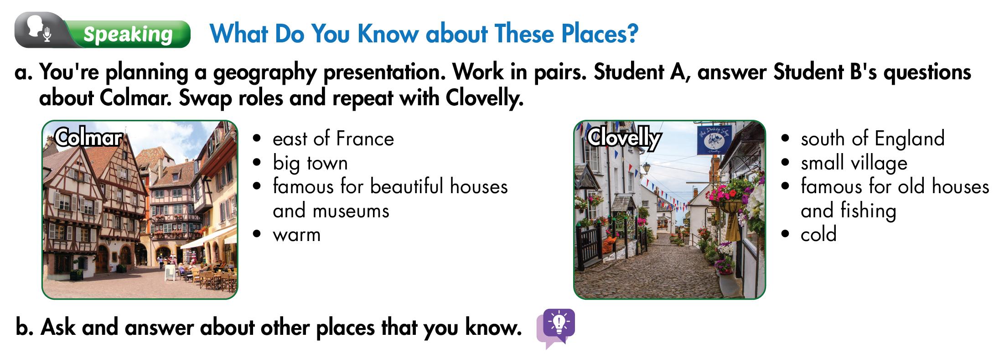 Speaking What Do You Know about These Places?
a. You're planning a geography presentation. Work in pairs. Student A, answer Student B's questions
about Colmar. Swap roles and repeat with Clovelly.
Colmar
• east of France
• big town
• famous for beautiful houses
and museums
• warm
Clovelly
The Donkey Shop
Clovelly
• south of England
• small village
• famous for old houses
and fishing
• cold
b. Ask and answer about other places that you know.